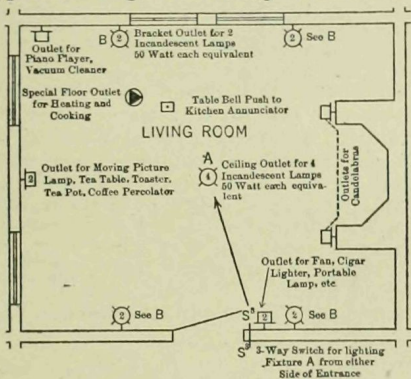 B
2
Bracket Outlet for 2
Incandescent Lamps
50 Watt each equivalent
2
See B
Outlet for
Piano Player,
Vacuum Cleaner
Special Floor Outlet
for Heating and
Cooking
Table Bell Push to
Kitchen Annunciator
LIVING ROOM
2
Outlet for Moving Picture
Lamp, Tea Table, Toaster,
Tea Pot, Coffee Percolator
A
4
Ceiling Outlet for 4
Incandescent Lamps
50 Watt each equiva-
lent
Outlets for
Candelabras
Outlet for Fan, Cigar
Lighter, Portable
Lamp, etc
2
See B
S³
2
2
See B
S³
3-Way Switch for lighting
Fixture A from either
Side of Entrance